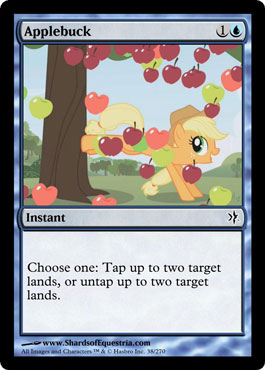 Applebuck 1
Instant
Choose one: Tap up to two target
lands, or untap up to two target
lands.
www.ShardsofEquestria.com
All Images and Characters ™ & © Hasbro Inc. 38/270